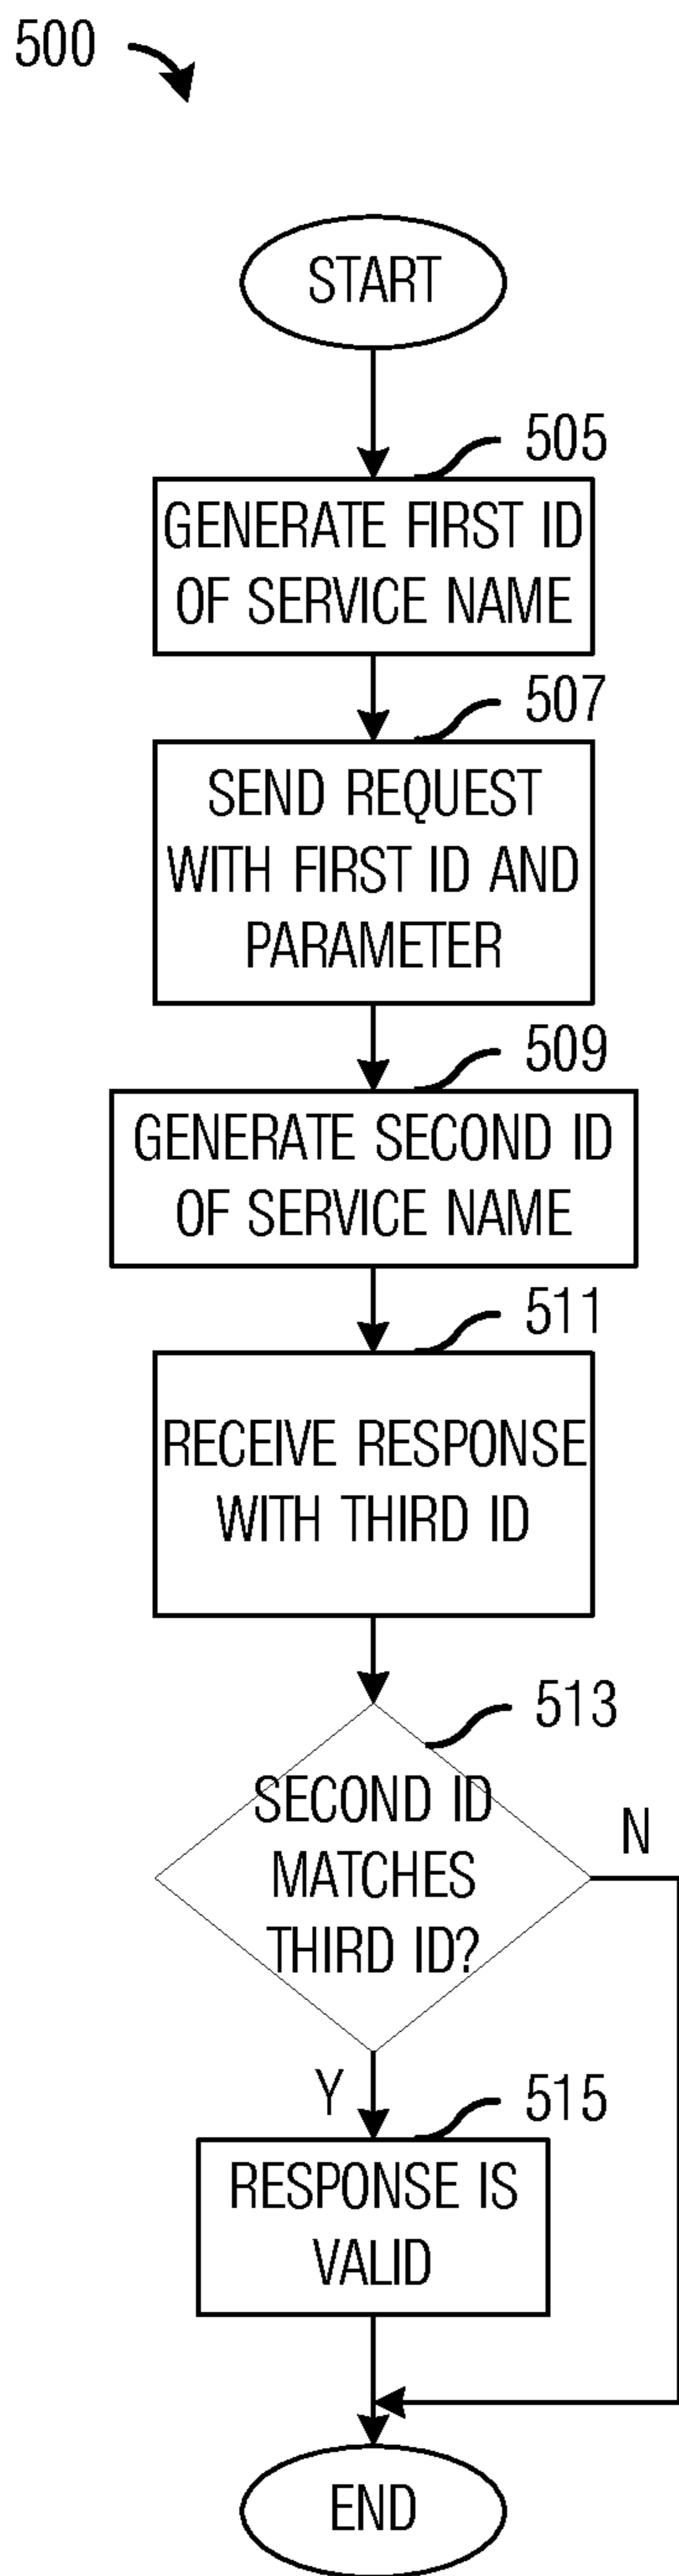 500
START
505
GENERATE FIRST ID
OF SERVICE NAME
507
SEND REQUEST
WITH FIRST ID AND
PARAMETER
509
GENERATE SECOND ID
OF SERVICE NAME
511
RECEIVE RESPONSE
WITH THIRD ID
513
SECOND ID
MATCHES
THIRD ID?
N
Y
515
RESPONSE IS
VALID
END